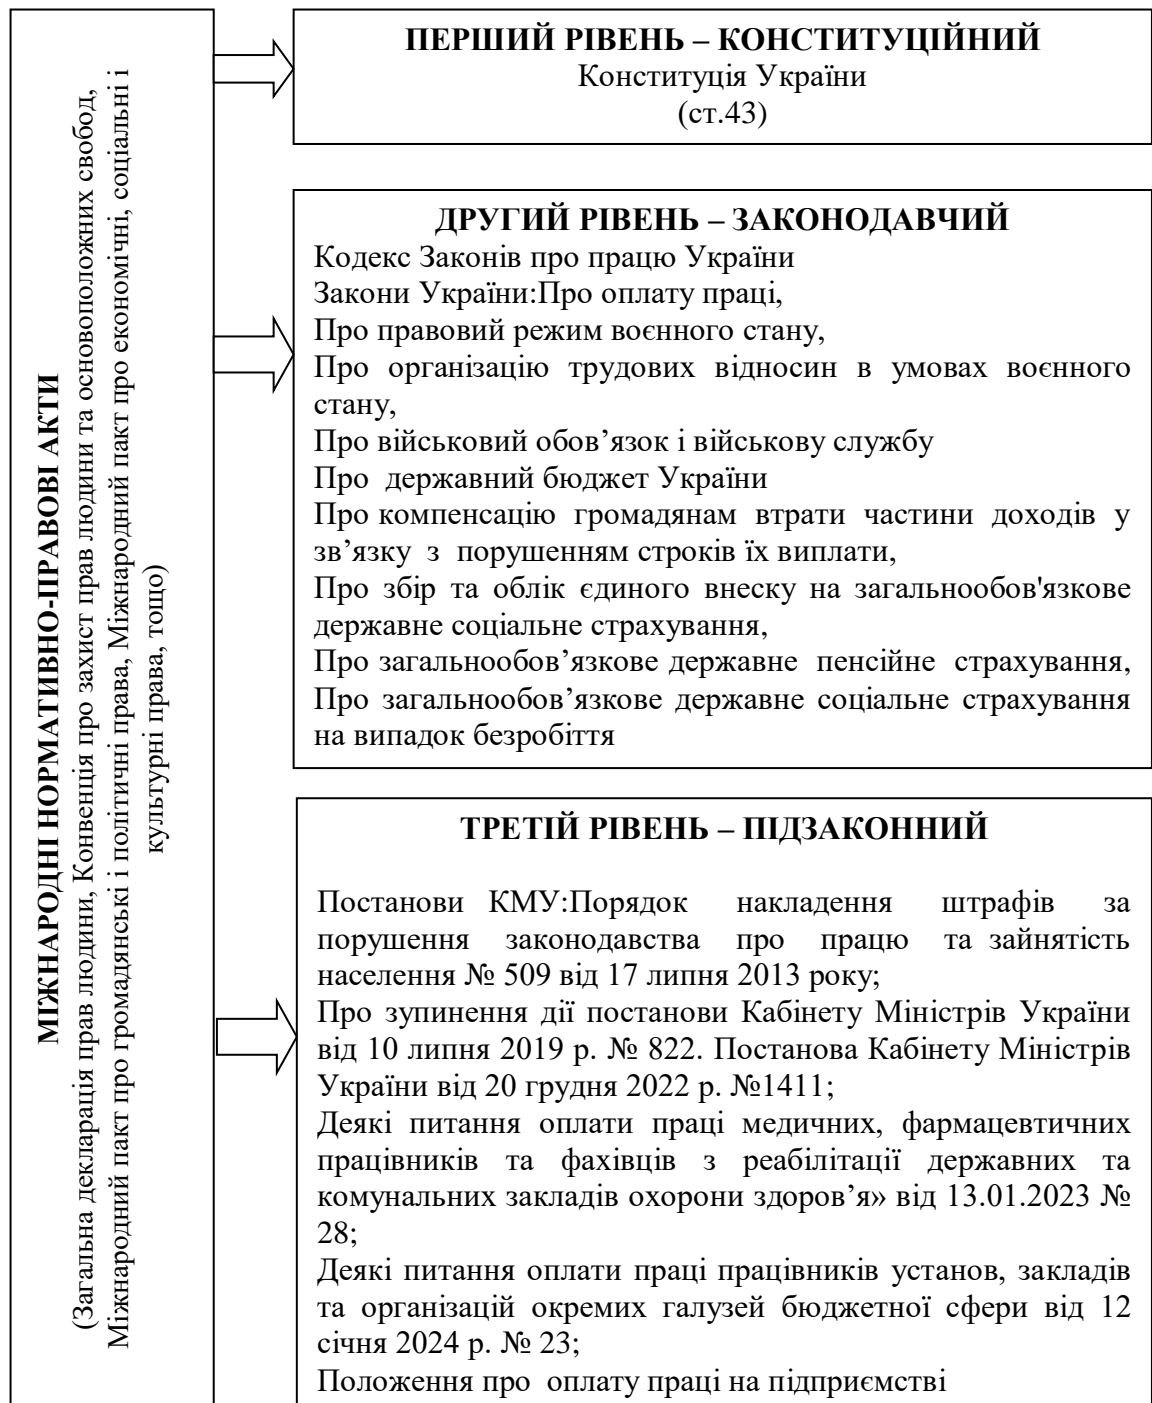 МІЖНАРОДНІ НОРМАТИВНО-ПРАВОВІ АКТИ
(Загальна декларація прав людини, Конвенція про захист прав людини та основоположних свобод,
Міжнародний пакт про громадянські і політичні права, Міжнародний пакт про економічні, соціальні і
культурні права, тощо)
ПЕРШИЙ РІВЕНЬ – КОНСТИТУЦІЙНИЙ
Конституція України
(ст.43)
ДРУГИЙ РІВЕНЬ – ЗАКОНОДАВЧИЙ
Кодекс Законів про працю України
Закони України:Про оплату праці,
Про правовий режим воєнного стану,
Про організацію трудових відносин в умовах воєнного
стану,
Про військовий обов’язок і військову службу
Про державний бюджет України
Про компенсацію громадянам втрати частини доходів у
зв’язку з порушенням строків їх виплати,
Про збір та облік єдиного внеску на загальнообов'язкове
державне соціальне страхування,
Про загальнообов’язкове державне пенсійне страхування,
Про загальнообов’язкове державне соціальне страхування
на випадок безробіття
ТРЕТІЙ РІВЕНЬ – ПІДЗАКОННИЙ
Постанови КМУ:Порядок накладення штрафів за
порушення законодавства про працю та зайнятість
населення № 509 від 17 липня 2013 року;
Про зупинення дії постанови Кабінету Міністрів України
від 10 липня 2019 р. № 822. Постанова Кабінету Міністрів
України від 20 грудня 2022 р. №1411;
Деякі питання оплати праці медичних, фармацевтичних
працівників та фахівців з реабілітації державних та
комунальних закладів охорони здоров’я» від 13.01.2023 №
28;
Деякі питання оплати праці працівників установ, закладів
та організацій окремих галузей бюджетної сфери від 12
січня 2024 р. № 23;
Положення про оплату праці на підприємстві